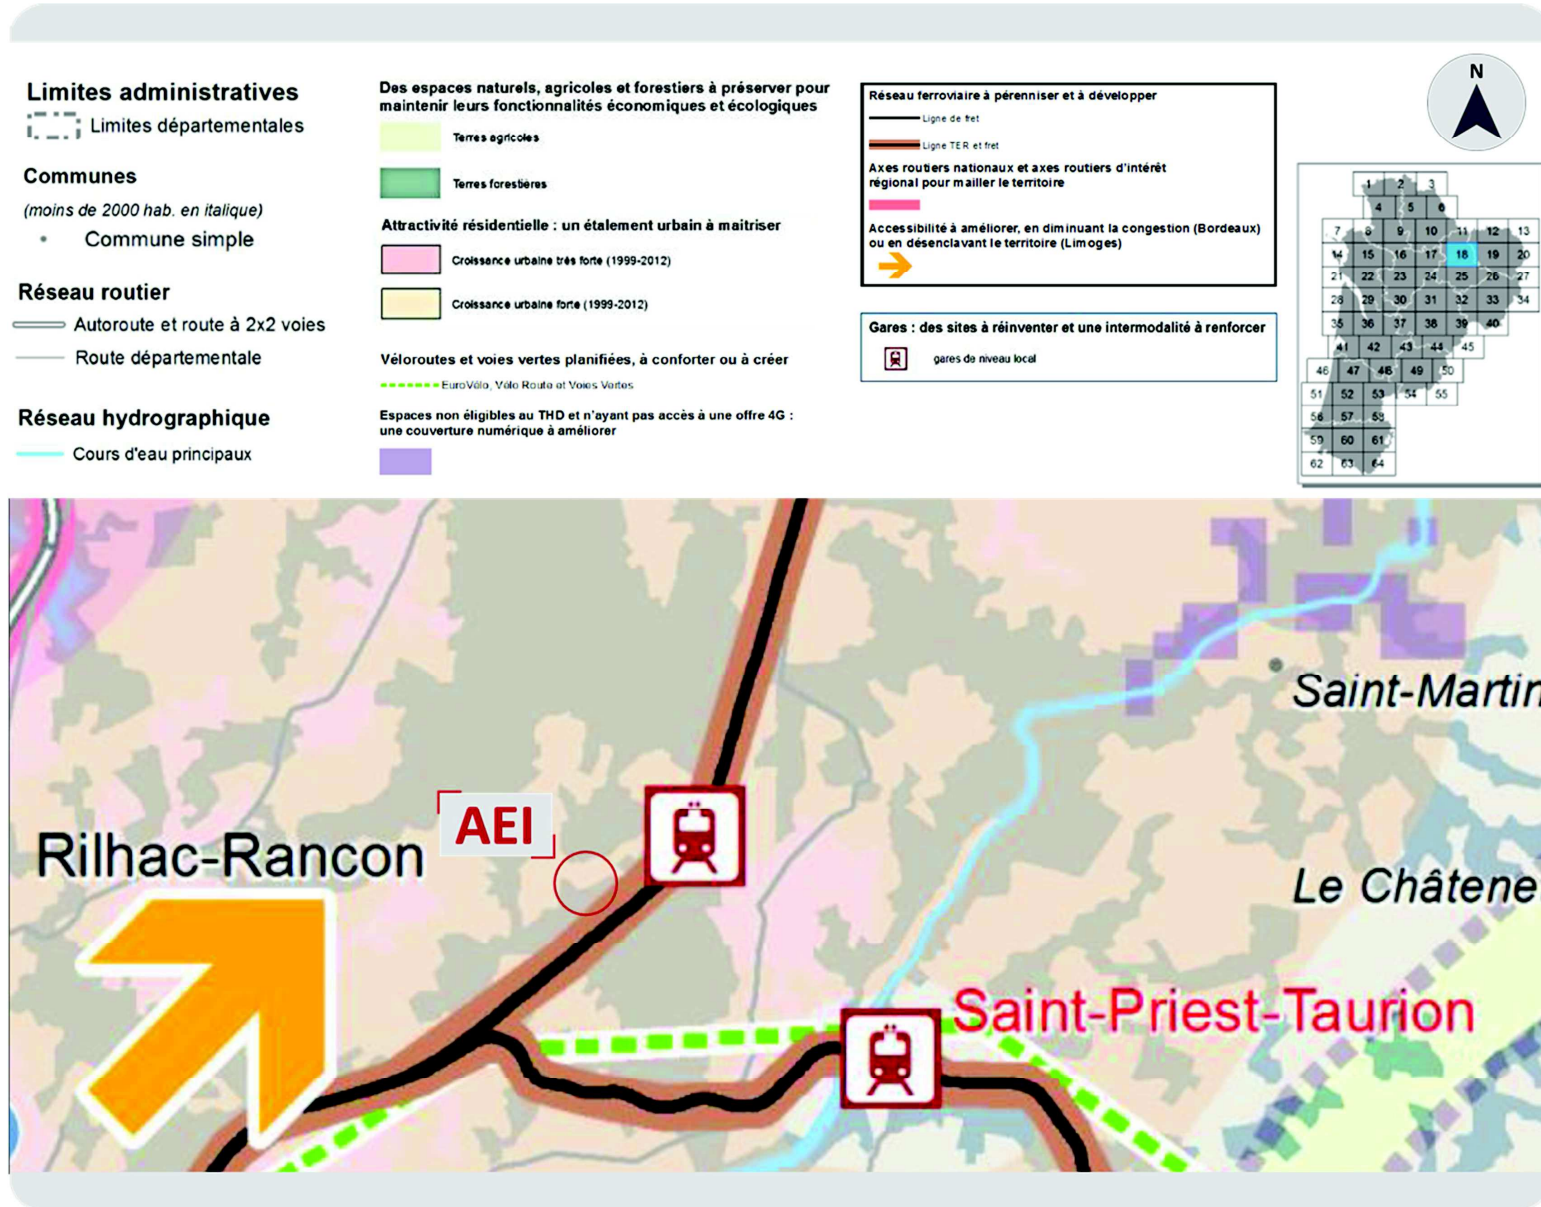 Limites administratives
Limites départementales
Communes
(moins de 2000 hab. en italique)
Commune simple
Réseau routier
Autoroute et route à 2x2 voies
Route départementale
Réseau hydrographique
Cours d'eau principaux
Des espaces naturels, agricoles et forestiers à préserver pour
maintenir leurs fonctionnalités économiques et écologiques
Terres agricoles
Terres forestières
Attractivité résidentielle : un étalement urbain à maitriser
Croissance urbaine très forte (1999-2012)
Croissance urbaine forte (1999-2012)
Véloroutes et voies vertes planifiées, à conforter ou à créer
EuroVélo, Vélo Route et Voies Vertes
Espaces non éligibles au THD et n'ayant pas accès à une offre 4G :
une couverture numérique à améliorer
Réseau ferroviaire à pérenniser et à développer
Ligne de fret
Ligne TER et fret
Axes routiers nationaux et axes routiers d'intérêt
régional pour mailler le territoire
Accessibilité à améliorer, en diminuant la congestion (Bordeaux)
ou en désenclavant le territoire (Limoges)
Gares : des sites à réinventer et une intermodalité à renforcer
gares de niveau local
N
1 2 3
4 5 6
7 8 9 10 11 12 13
14 15 16 17 18 19 20
21 22 23 24 25 26 27
28 29 30 31 32 33 34
35 36 37 38 39 40
41 42 43 44 45
46 47 48 49 50
51 52 53 54 55
56 57 58
59 60 61
62 63 64
Saint-Martin
AEI
Rilhac-Rancon
Le Châtene
Saint-Priest-Taurion